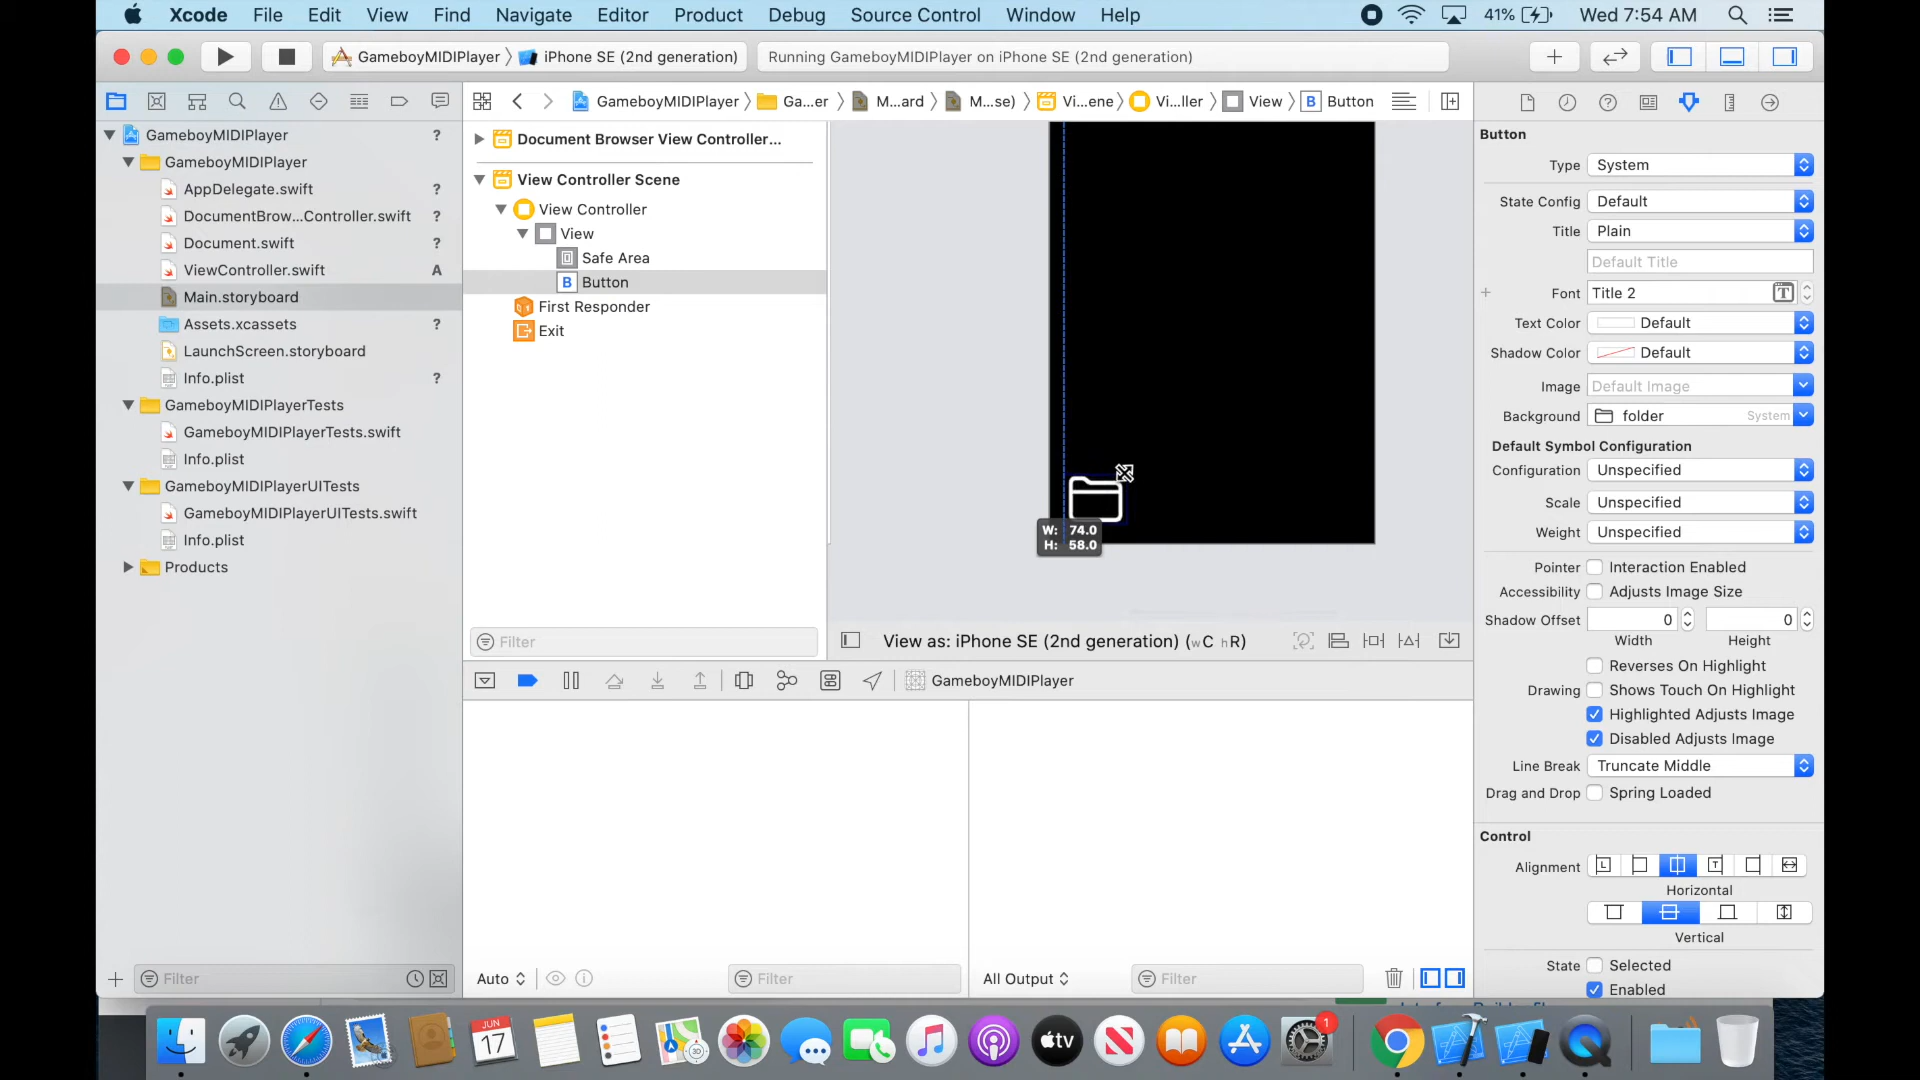 Xcode File Edit View Find Navigate Editor Product Debug Source Control Window Help 41% Wed 7:54 AM
GameboyMIDIPlayer iPhone SE (2nd generation) Running GameboyMIDIPlayer on iPhone SE (2nd generation)
GameboyMIDIPlayer Ga...er M...ard M...se) Vi...ene Vi...ller View B Button
GameboyMIDIPlayer ?
GameboyMIDIPlayer
AppDelegate.swift ?
DocumentBrow...Controller.swift ?
Document.swift ?
ViewController.swift A
Main.storyboard
Assets.xcassets ?
LaunchScreen.storyboard
Info.plist ?
GameboyMIDIPlayerTests
GameboyMIDIPlayerTests.swift
Info.plist
GameboyMIDIPlayerUITests
GameboyMIDIPlayerUITests.swift
Info.plist
Products
Filter
Document Browser View Controller...
View Controller Scene
View Controller
View
Safe Area
B Button
First Responder
Exit
Filter
W: 74.0
H: 58.0
View as: iPhone SE (2nd generation) (wC hR)
GameboyMIDIPlayer
Auto Filter
All Output Filter
Button
Type System
State Config Default
Title Plain
Default Title
Font Title 2 T
Text Color Default
Shadow Color Default
Image Default Image
Background folder System
Default Symbol Configuration
Configuration Unspecified
Scale Unspecified
Weight Unspecified
Pointer Interaction Enabled
Accessibility Adjusts Image Size
Shadow Offset 0 0
Width Height
Reverses On Highlight
Drawing Shows Touch On Highlight
Highlighted Adjusts Image
Disabled Adjusts Image
Line Break Truncate Middle
Drag and Drop Spring Loaded
Control
Alignment L T
Horizontal
Vertical
State Selected
Enabled
JUN
17
tv
1